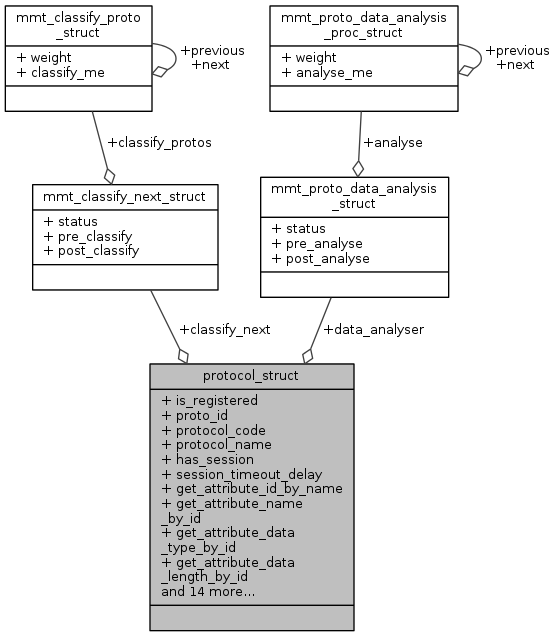 mmt_classify_proto
_struct
+ weight
+ classify_me
+previous
+next
mmt_proto_data_analysis
_proc_struct
+ weight
+ analyse_me
+previous
+next
+classify_protos
+analyse
mmt_classify_next_struct
+ status
+ pre_classify
+ post_classify
mmt_proto_data_analysis
_struct
+ status
+ pre_analyse
+ post_analyse
+classify_next
+data_analyser
protocol_struct
+ is_registered
+ proto_id
+ protocol_code
+ protocol_name
+ has_session
+ session_timeout_delay
+ get_attribute_id_by_name
+ get_attribute_name
_by_id
+ get_attribute_data
_type_by_id
+ get_attribute_data
_length_by_id
and 14 more...